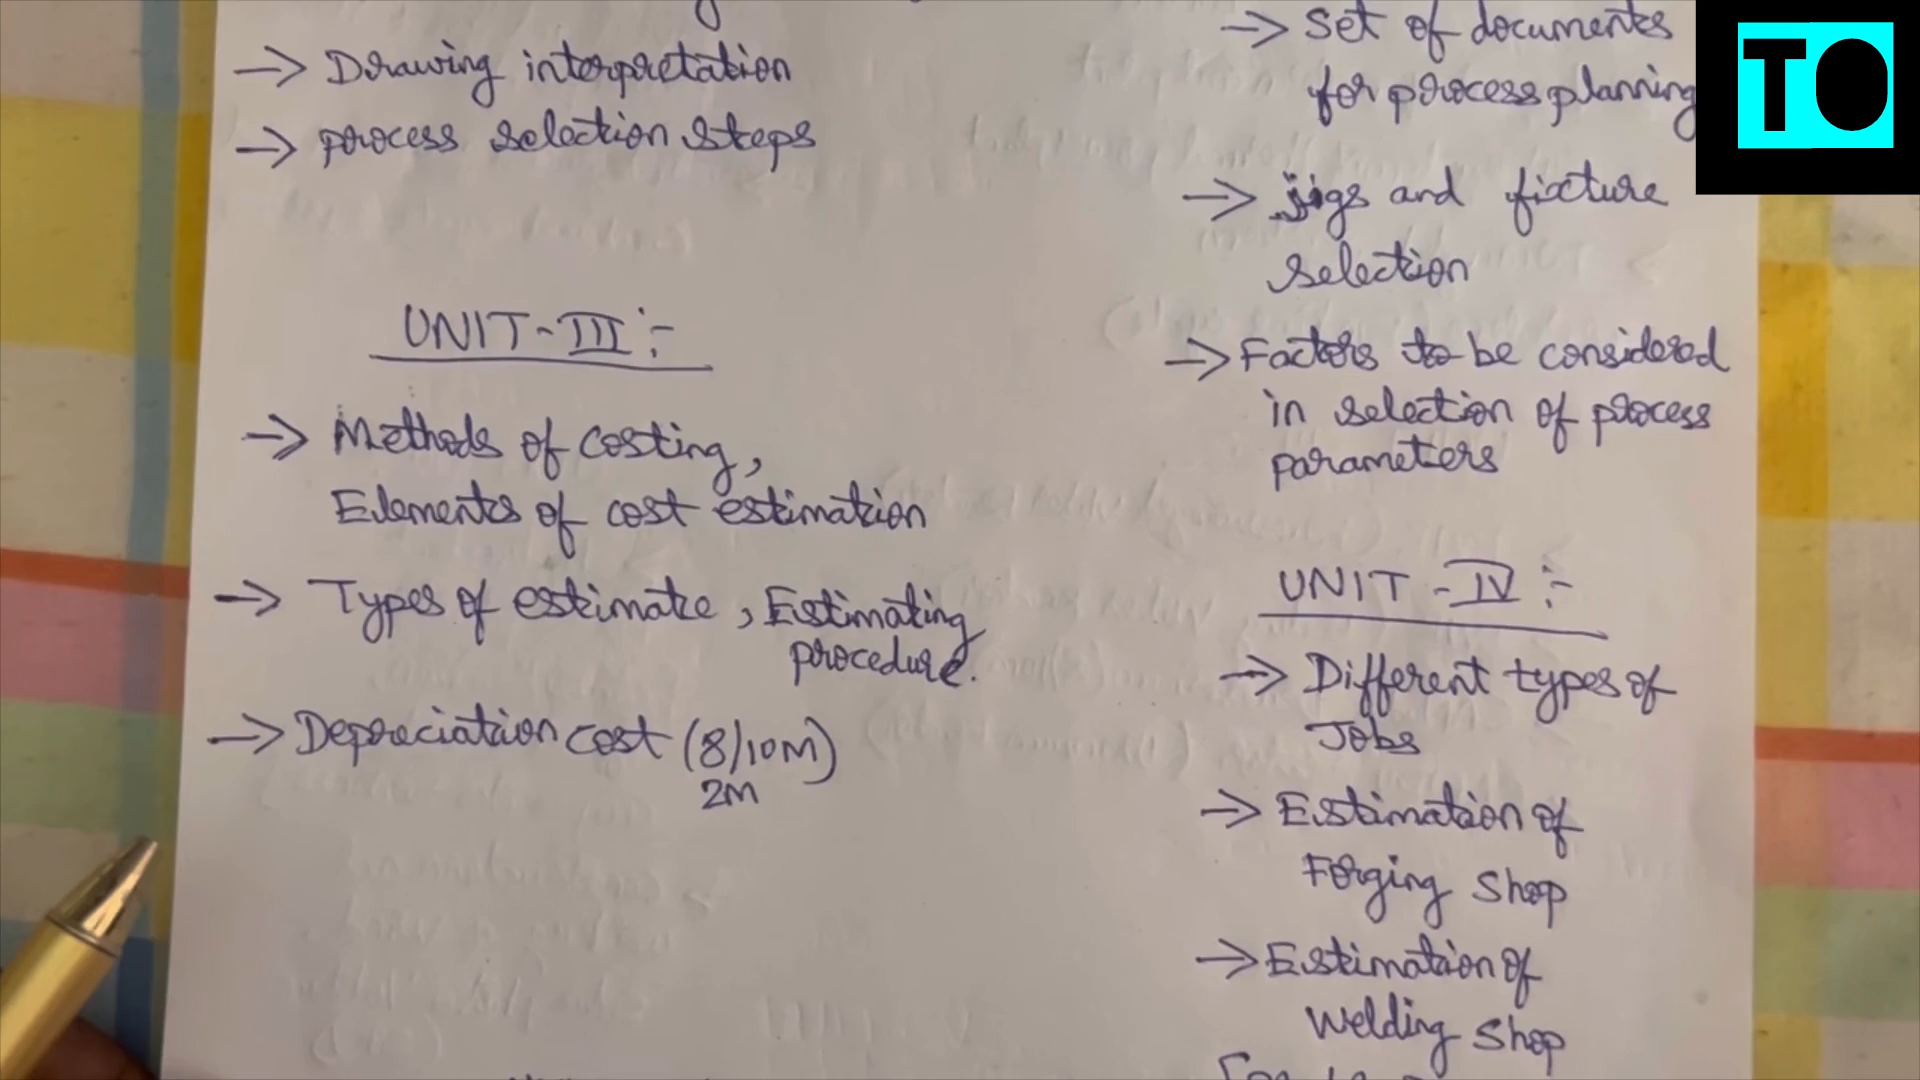 → Drawing interpretation
→ process selection steps
UNIT-III :-
→ Methods of costing,
Elements of cost estimation
→ Types of estimate, Estimating
procedure.
→ Depreciation cost (8/10M)
2M
→ Set of documents
for process planning
→ jigs and fixture
selection
→ Factors to be considered
in selection of process
parameters
UNIT-IV :-
→ Different types of
Jobs
→ Estimation of
Forging Shop
→ Estimation of
Welding Shop
TO